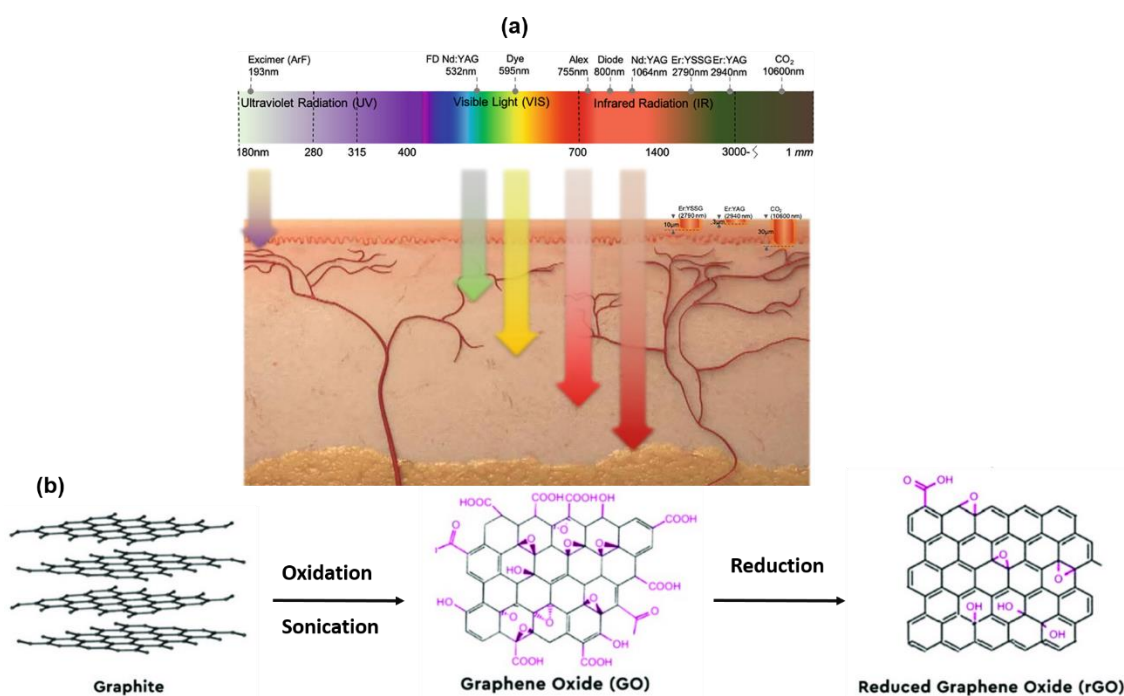 (a)
Excimer (ArF)
193nm
FD Nd:YAG
532nm
Dye
595nm
Alex
755nm
Diode
800nm
Nd:YAG
1064nm
Er:YSSG
2790nm
Er:YAG
2940nm
CO2
10600nm
Ultraviolet Radiation (UV)
Visible Light (VIS)
Infrared Radiation (IR)
180nm 280 315 400 700 1400 3000- 1 mm
Er:YSSG
(2790 nm)
10μm
Er:YAG
(2940 nm)
3μm
CO2
(10600 nm)
30μm
(b)
Graphite
Oxidation
Sonication
HOOC
COOH
COOH
COOH
OH
COOH
O
I
O
O
O
O
HO
COOH
HO
O
O
O
O
O
OH
COOH
COOH
Graphene Oxide (GO)
Reduction
O
OH
O
O
O
OH
HO
OH
Reduced Graphene Oxide (rGO)